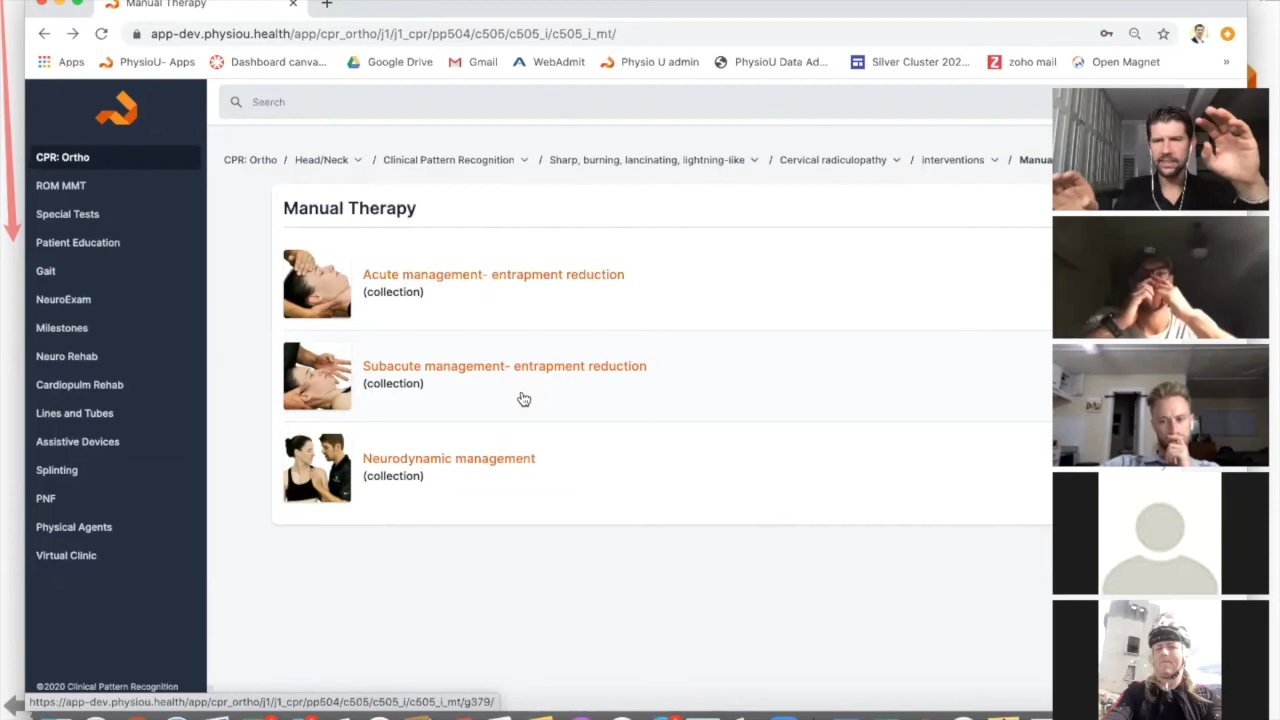 Manual Therapy
app-dev.physiou.health/app/cpr_ortho/j1/j1_cpr/pp504/c505/c505_i/c505_i_mt/
Apps PhysioU- Apps Dashboard canva... Google Drive Gmail WebAdmit Physio U admin PhysioU Data Ad... Silver Cluster 202... zoho mail Open Magnet »
Search
CPR: Ortho / Head/Neck / Clinical Pattern Recognition / Sharp, burning, lancinating, lightning-like / Cervical radiculopathy / interventions / Manua
CPR: Ortho
ROM MMT
Special Tests
Patient Education
Gait
NeuroExam
Milestones
Neuro Rehab
Cardiopulm Rehab
Lines and Tubes
Assistive Devices
Splinting
PNF
Physical Agents
Virtual Clinic
©2020 Clinical Pattern Recognition
Manual Therapy
Acute management- entrapment reduction
(collection)
Subacute management- entrapment reduction
(collection)
Neurodynamic management
(collection)
https://app-dev.physiou.health/app/cpr_ortho/j1/j1_cpr/pp504/c505/c505_i/c505_i_mt/g379/